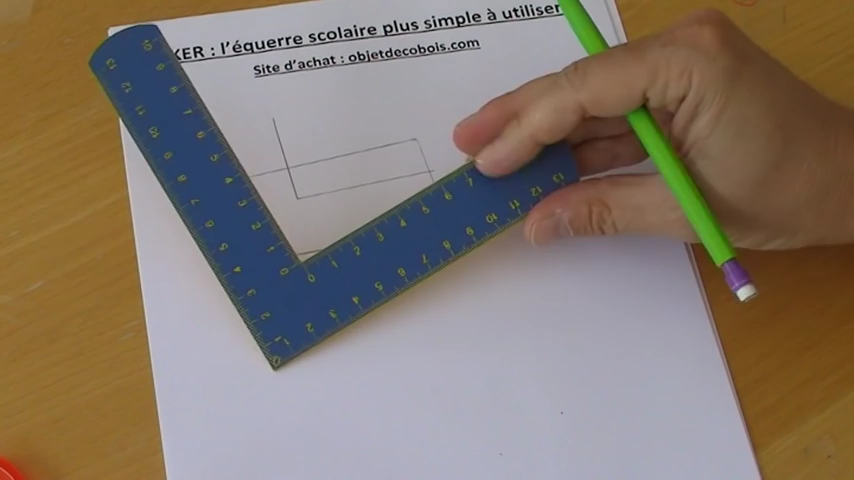 KER : l'équerre scolaire plus simple à utiliser
Site d'achat : objetdecobois.com